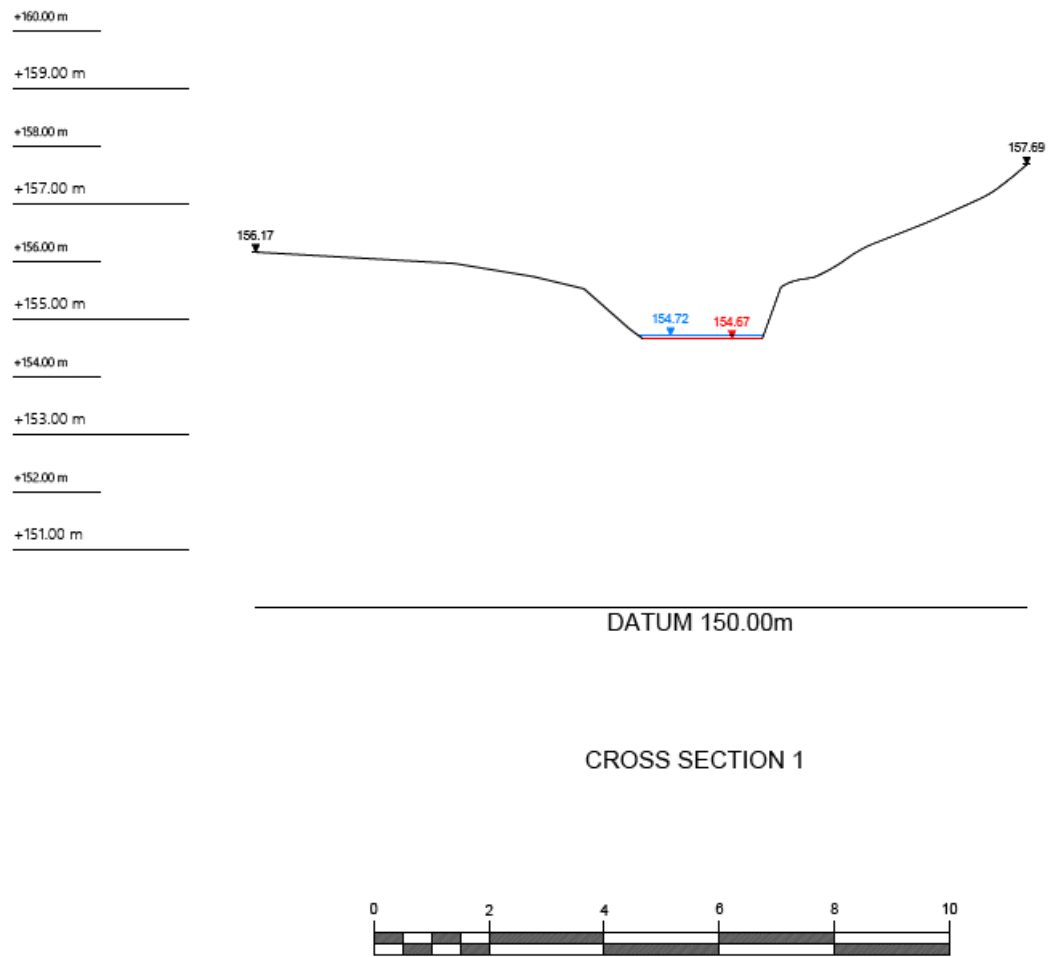 +160.00 m
+159.00 m
+158.00 m
157.69
+157.00 m
156.17
+156.00 m
+155.00 m
154.72
154.67
+154.00 m
+153.00 m
+152.00 m
+151.00 m
DATUM 150.00m
CROSS SECTION 1
0 2 4 6 8 10